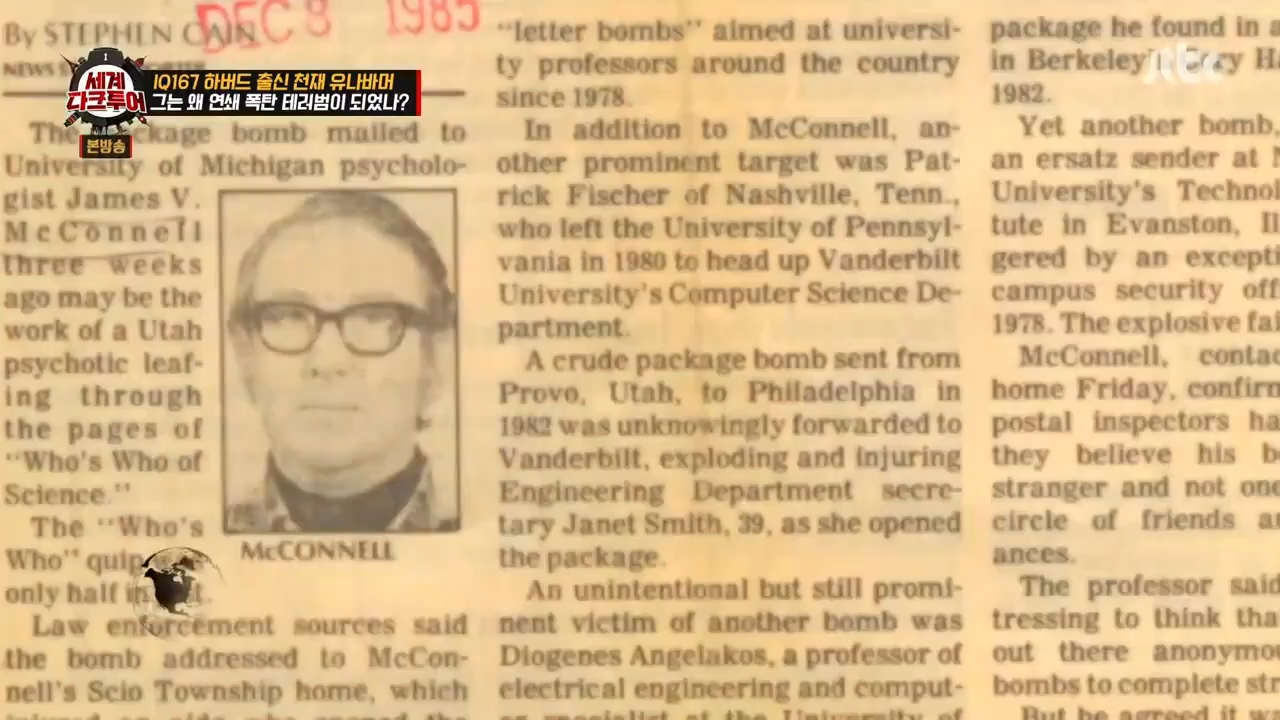 DEC 8 1985
By STEPHEN CAIN
세계
다크투어
본방송
IQ167 하버드 출신 천재 유나바머
그는 왜 연쇄 폭탄 테러범이 되었나?
jtbc
The package bomb mailed to
University of Michigan psycholo-
gist James V.
McConnell
three weeks
ago may be the
work of a Utah
psychotic leaf-
ing through
the pages of
"Who's Who of
Science."
The "Who's
Who" quip
only half in
McCONNELL
Law enforcement sources said
the bomb addressed to McCon-
nell's Scio Township home, which
"letter bombs" aimed at universi-
ty professors around the country
since 1978.
In addition to McConnell, an-
other prominent target was Pat-
rick Fischer of Nashville, Tenn.,
who left the University of Pennsyl-
vania in 1980 to head up Vanderbilt
University's Computer Science De-
partment.
A crude package bomb sent from
Provo, Utah, to Philadelphia in
1982 was unknowingly forwarded to
Vanderbilt, exploding and injuring
Engineering Department secre-
tary Janet Smith, 39, as she opened
the package.
An unintentional but still promi-
nent victim of another bomb was
Diogenes Angelakos, a professor of
electrical engineering and comput-
package he found in a
in Berkeley's
1982.
Yet another bomb,
an ersatz sender at
University's Technol
tute in Evanston, Il
gered by an excepti
campus security off
1978. The explosive fai
McConnell, contac
home Friday, confirm
postal inspectors ha
they believe his b
stranger and not one
circle of friends a
ances.
The professor said
tressing to think tha
out there anonymou
bombs to complete str
But he agreed it w